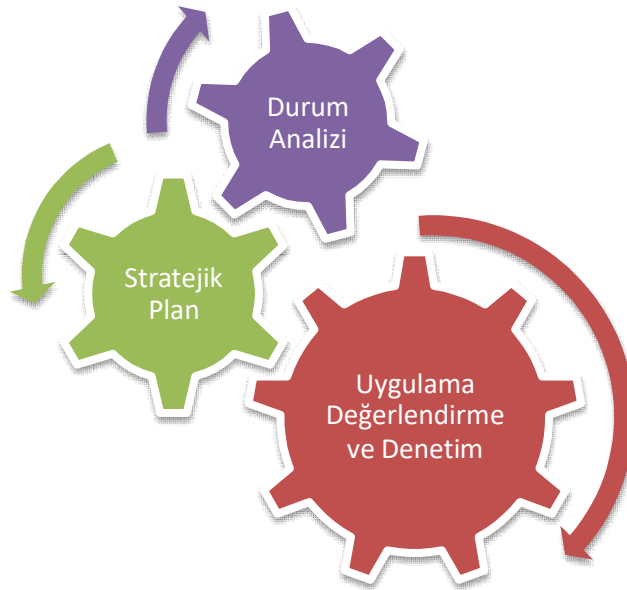 Durum
Analizi
Stratejik
Plan
Uygulama
Değerlendirme
ve Denetim